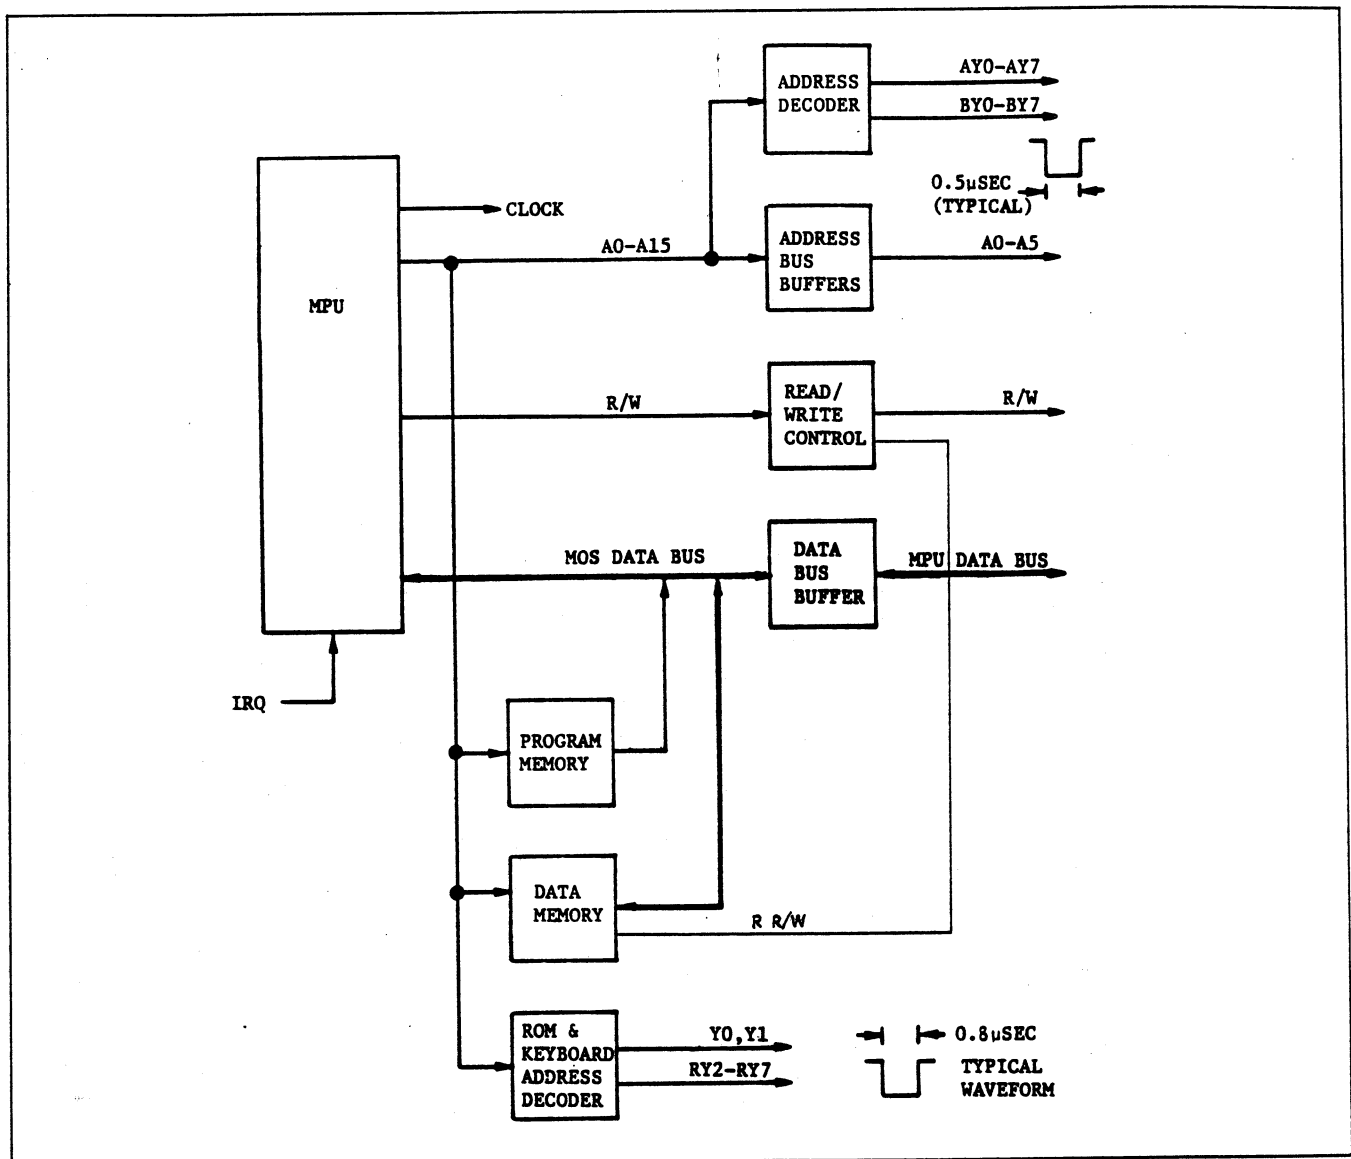 ADDRESS
DECODER
AY0-AY7
BY0-BY7
0.5µSEC
(TYPICAL)
CLOCK
A0-A15
ADDRESS
BUS
BUFFERS
A0-A5
MPU
R/W
READ/
WRITE
CONTROL
R/W
MOS DATA BUS
DATA
BUS
BUFFER
MPU DATA BUS
IRQ
PROGRAM
MEMORY
DATA
MEMORY
R R/W
ROM &
KEYBOARD
ADDRESS
DECODER
Y0,Y1
RY2-RY7
0.8µSEC
TYPICAL
WAVEFORM